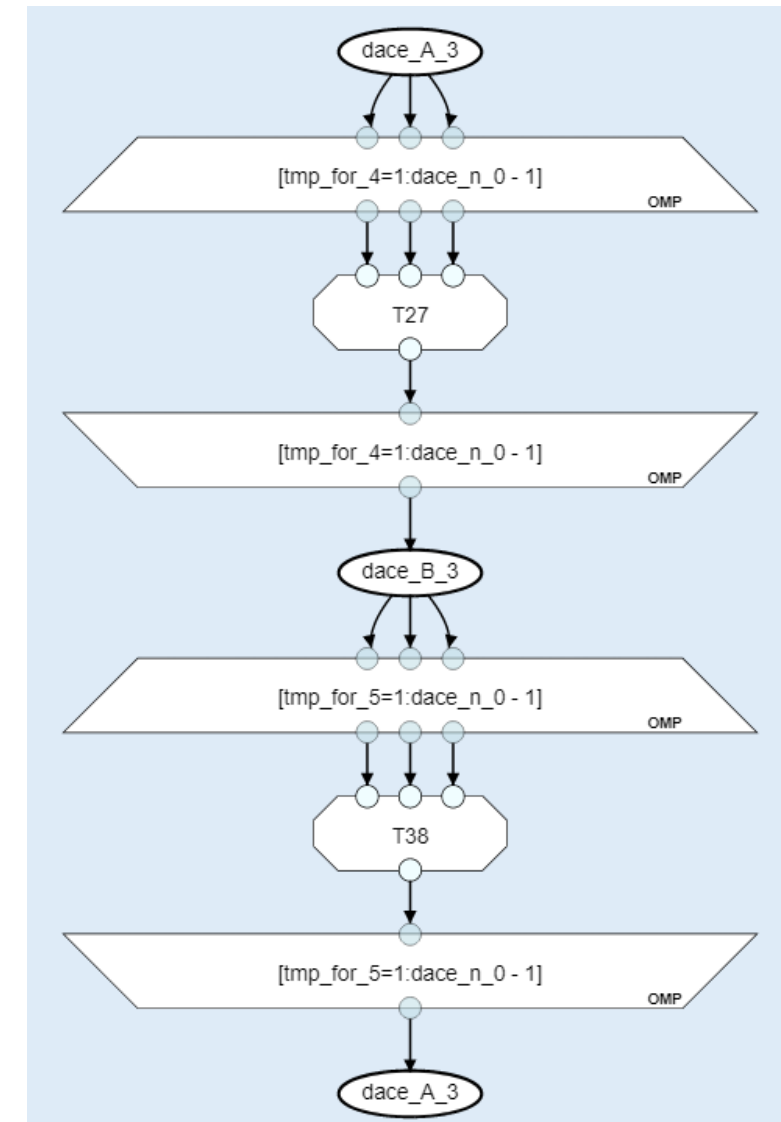 dace_A_3
[tmp_for_4=1:dace_n_0 - 1]
OMP
T27
[tmp_for_4=1:dace_n_0 - 1]
OMP
dace_B_3
[tmp_for_5=1:dace_n_0 - 1]
OMP
T38
[tmp_for_5=1:dace_n_0 - 1]
OMP
dace_A_3